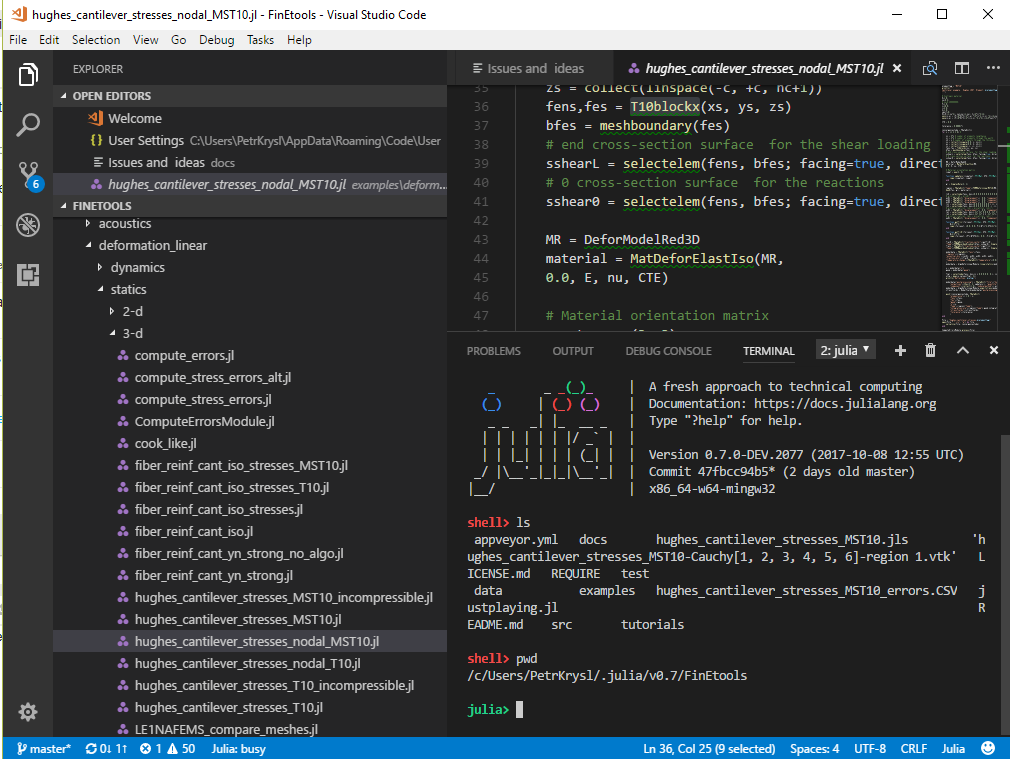 hughes_cantilever_stresses_nodal_MST10.jl - FinEtools - Visual Studio Code
File Edit Selection View Go Debug Tasks Help
EXPLORER
OPEN EDITORS
Welcome
User Settings C:\Users\PetrKrysl\AppData\Roaming\Code\User
Issues and ideas docs
hughes_cantilever_stresses_nodal_MST10.jl examples\deform...
FINETOOLS
acoustics
deformation_linear
dynamics
statics
2-d
3-d
compute_errors.jl
compute_stress_errors_alt.jl
compute_stress_errors.jl
ComputeErrorsModule.jl
cook_like.jl
fiber_reinf_cant_iso_stresses_MST10.jl
fiber_reinf_cant_iso_stresses_T10.jl
fiber_reinf_cant_iso_stresses.jl
fiber_reinf_cant_iso.jl
fiber_reinf_cant_yn_strong_no_algo.jl
fiber_reinf_cant_yn_strong.jl
hughes_cantilever_stresses_MST10_incompressible.jl
hughes_cantilever_stresses_MST10.jl
hughes_cantilever_stresses_nodal_MST10.jl
hughes_cantilever_stresses_nodal_T10.jl
hughes_cantilever_stresses_T10_incompressible.jl
hughes_cantilever_stresses_T10.jl
LE1NAFEMS_compare_meshes.jl
6
Issues and ideas hughes_cantilever_stresses_nodal_MST10.jl
35 zs = collect(linspace(-c, +c, nc+1))
36 fens,fes = T10blockx(xs, ys, zs)
37 bfes = meshboundary(fes)
38 # end cross-section surface for the shear loading
39 sshearL = selectelem(fens, bfes; facing=true, direct
40 # 0 cross-section surface for the reactions
41 sshear0 = selectelem(fens, bfes; facing=true, direct
42
43 MR = DeforModelRed3D
44 material = MatDeforElastIso(MR,
45 0.0, E, nu, CTE)
46
47 # Material orientation matrix
PROBLEMS OUTPUT DEBUG CONSOLE TERMINAL 2: julia
A fresh approach to technical computing
Documentation: https://docs.julialang.org
Type "?help" for help.
Version 0.7.0-DEV.2077 (2017-10-08 12:55 UTC)
Commit 47fbcc94b5* (2 days old master)
x86_64-w64-mingw32
shell> ls
appveyor.yml docs hughes_cantilever_stresses_MST10.jls 'h
ughes_cantilever_stresses_MST10-Cauchy[1, 2, 3, 4, 5, 6]-region 1.vtk' L
ICENSE.md REQUIRE test
data examples hughes_cantilever_stresses_MST10_errors.CSV j
ustplaying.jl R
EADME.md src tutorials
shell> pwd
/c/Users/PetrKrysl/.julia/v0.7/FinEtools
julia>
master* 0↓ 1↑ 1 50 Julia: busy Ln 36, Col 25 (9 selected) Spaces: 4 UTF-8 CRLF Julia